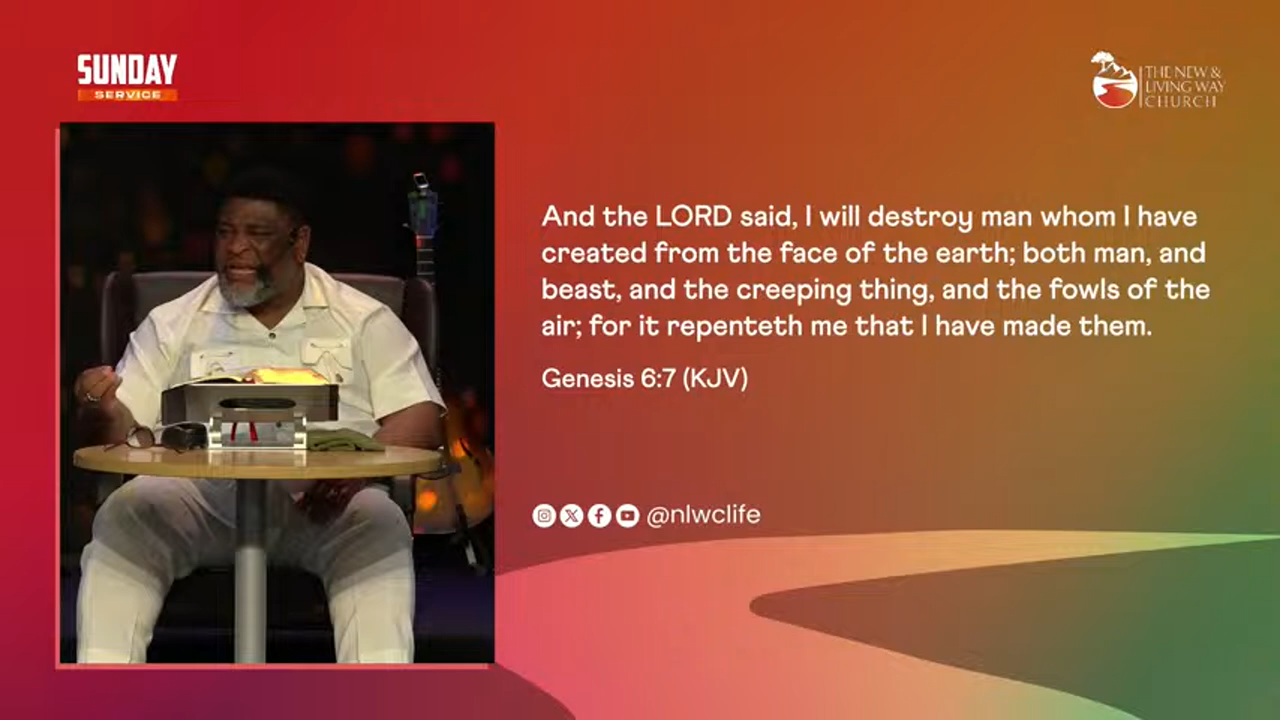 SUNDAY
SERVICE
THE NEW &
LIVING WAY
CHURCH
And the LORD said, I will destroy man whom I have
created from the face of the earth; both man, and
beast, and the creeping thing, and the fowls of the
air; for it repenteth me that I have made them.
Genesis 6:7 (KJV)
@nlwclife